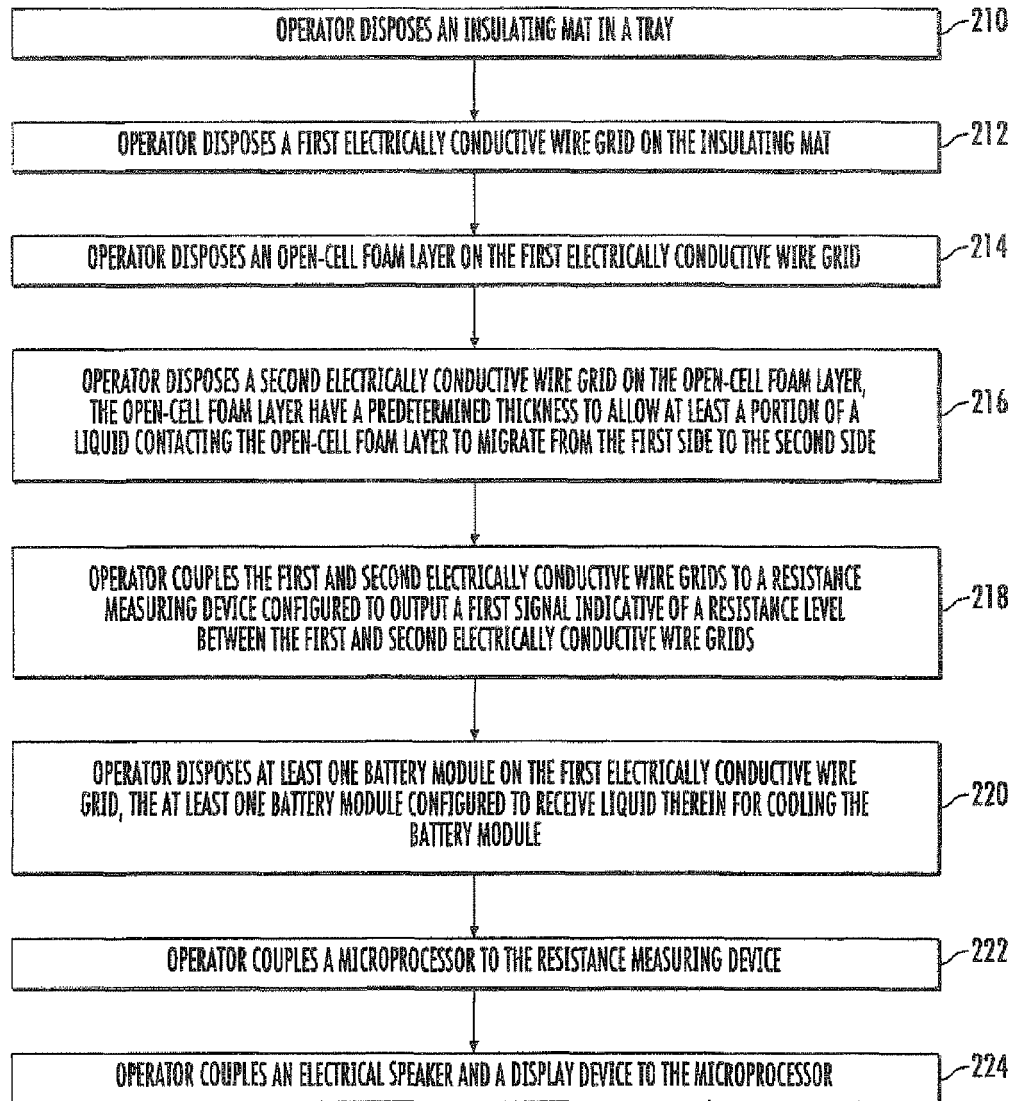 OPERATOR DISPOSES AN INSULATING MAT IN A TRAY
210
OPERATOR DISPOSES A FIRST ELECTRICALLY CONDUCTIVE WIRE GRID ON THE INSULATING MAT
212
OPERATOR DISPOSES AN OPEN-CELL FOAM LAYER ON THE FIRST ELECTRICALLY CONDUCTIVE WIRE GRID
214
OPERATOR DISPOSES A SECOND ELECTRICALLY CONDUCTIVE WIRE GRID ON THE OPEN-CELL FOAM LAYER,
THE OPEN-CELL FOAM LAYER HAVE A PREDETERMINED THICKNESS TO ALLOW AT LEAST A PORTION OF A
LIQUID CONTACTING THE OPEN-CELL FOAM LAYER TO MIGRATE FROM THE FIRST SIDE TO THE SECOND SIDE
216
OPERATOR COUPLES THE FIRST AND SECOND ELECTRICALLY CONDUCTIVE WIRE GRIDS TO A RESISTANCE
MEASURING DEVICE CONFIGURED TO OUTPUT A FIRST SIGNAL INDICATIVE OF A RESISTANCE LEVEL
BETWEEN THE FIRST AND SECOND ELECTRICALLY CONDUCTIVE WIRE GRIDS
218
OPERATOR DISPOSES AT LEAST ONE BATTERY MODULE ON THE FIRST ELECTRICALLY CONDUCTIVE WIRE
GRID, THE AT LEAST ONE BATTERY MODULE CONFIGURED TO RECEIVE LIQUID THEREIN FOR COOLING THE
BATTERY MODULE
220
OPERATOR COUPLES A MICROPROCESSOR TO THE RESISTANCE MEASURING DEVICE
222
OPERATOR COUPLES AN ELECTRICAL SPEAKER AND A DISPLAY DEVICE TO THE MICROPROCESSOR
224